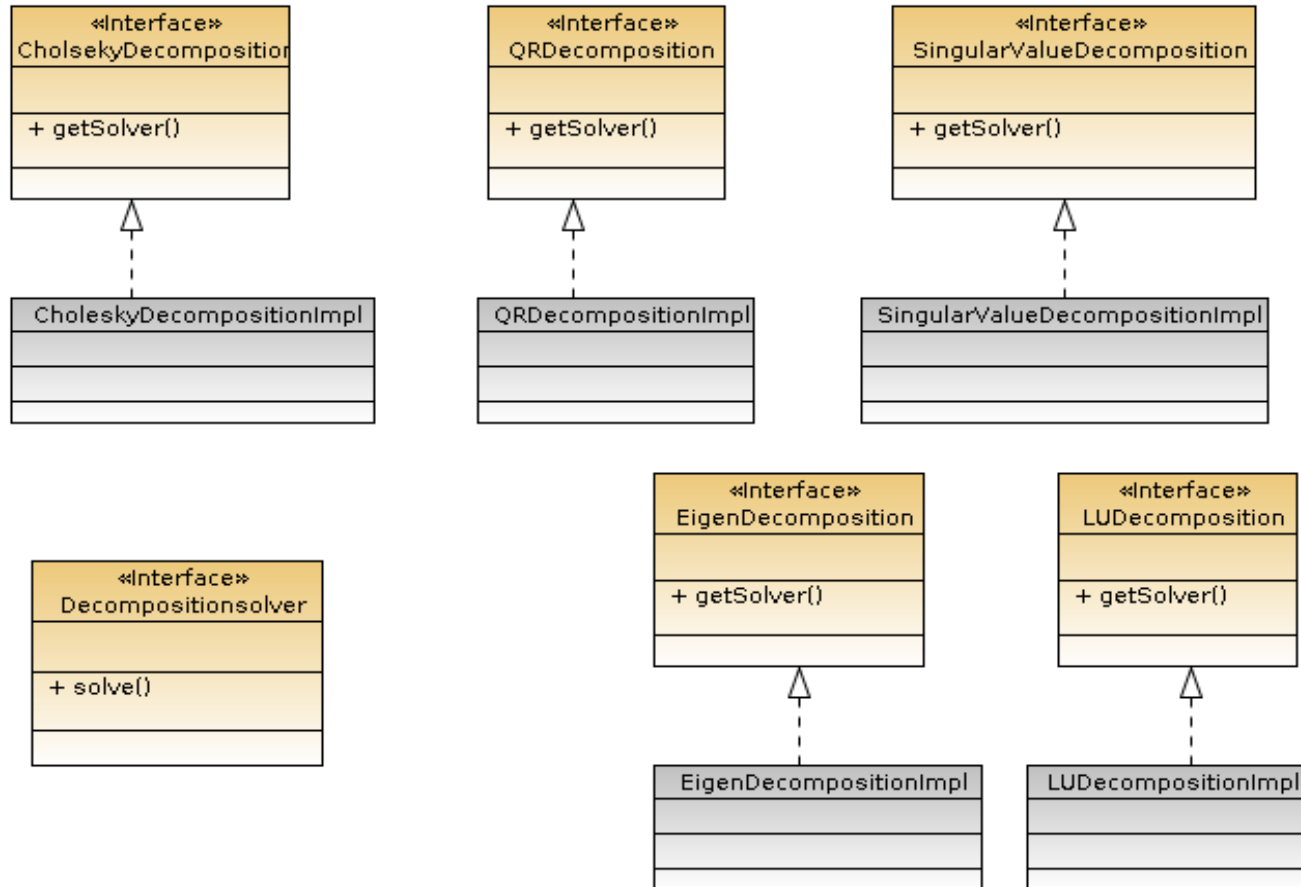 «Interface»
CholsekyDecomposition
+ getSolver()
«Interface»
QRDecomposition
+ getSolver()
«Interface»
SingularValueDecomposition
+ getSolver()
CholeskyDecompositionImpl
QRDecompositionImpl
SingularValueDecompositionImpl
«Interface»
EigenDecomposition
+ getSolver()
«Interface»
LUDecomposition
+ getSolver()
«Interface»
Decompositionsolver
+ solve()
EigenDecompositionImpl
LUDecompositionImpl